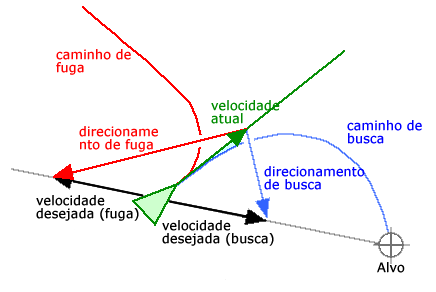 caminho de
fuga
velocidade
atual
direcioname
nto de fuga
caminho de
busca
direcionamento
de busca
velocidade
desejada (fuga)
velocidade
desejada (busca)
Alvo